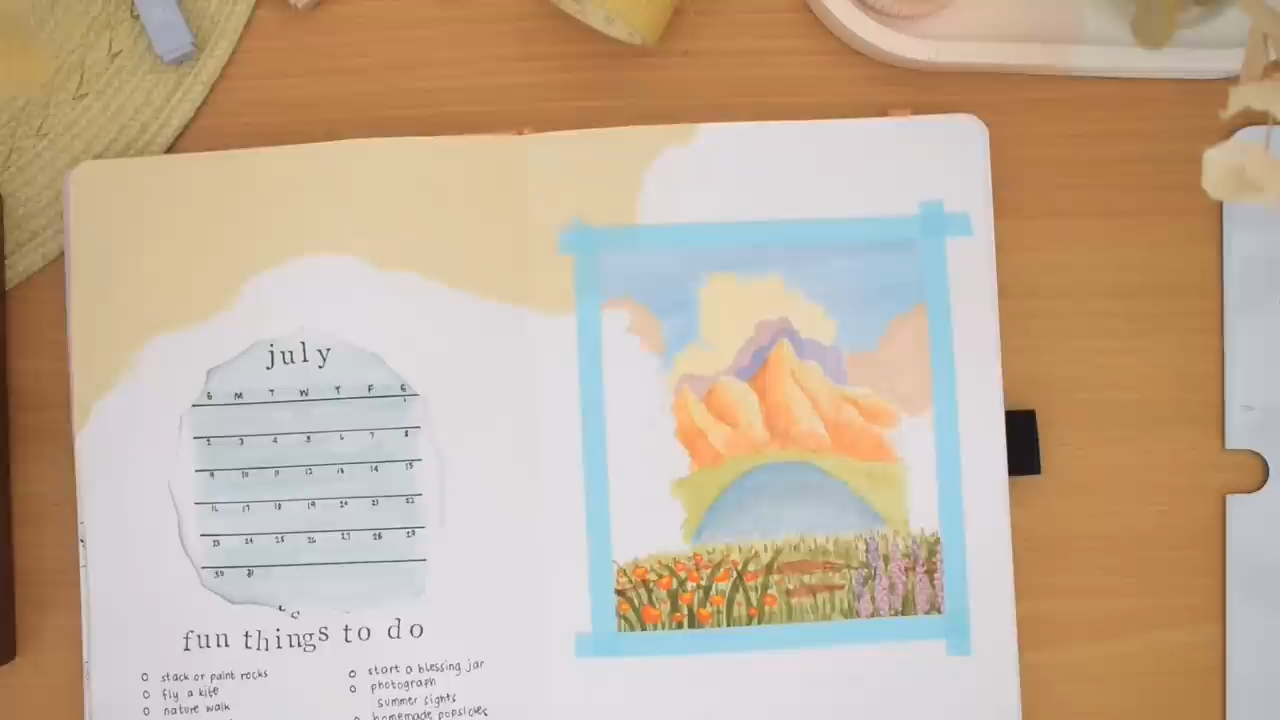 july
S M T W T F S
1
2 3 4 5 6 7 8
9 10 11 12 13 14 15
16 17 18 19 20 21 22
23 24 25 26 27 28 29
30 31
fun things to do
stack or paint rocks
fly a kite
nature walk
start a blessing jar
photograph
summer sights
homemade popsicles